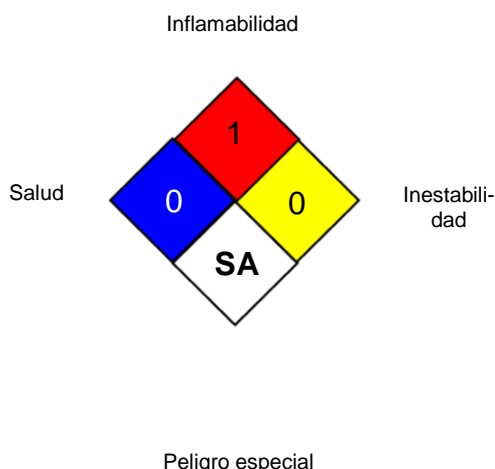 Inflamabilidad
1
Salud
0
0
Inestabili-
dad
SA
Peligro especial